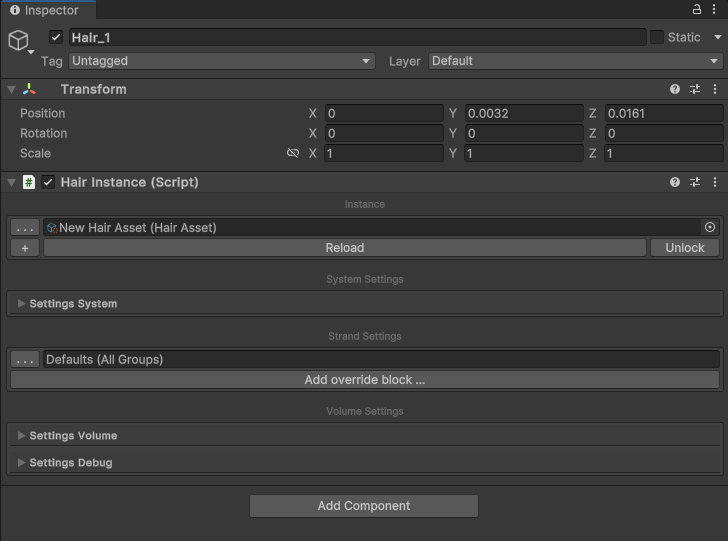 Inspector
Hair_1 Static
Tag Untagged Layer Default
Transform
Position X 0 Y 0.0032 Z 0.0161
Rotation X 0 Y 0 Z 0
Scale X 1 Y 1 Z 1
# Hair Instance (Script)
Instance
... New Hair Asset (Hair Asset)
+ Reload Unlock
System Settings
Settings System
Strand Settings
... Defaults (All Groups)
Add override block ...
Volume Settings
Settings Volume
Settings Debug
Add Component